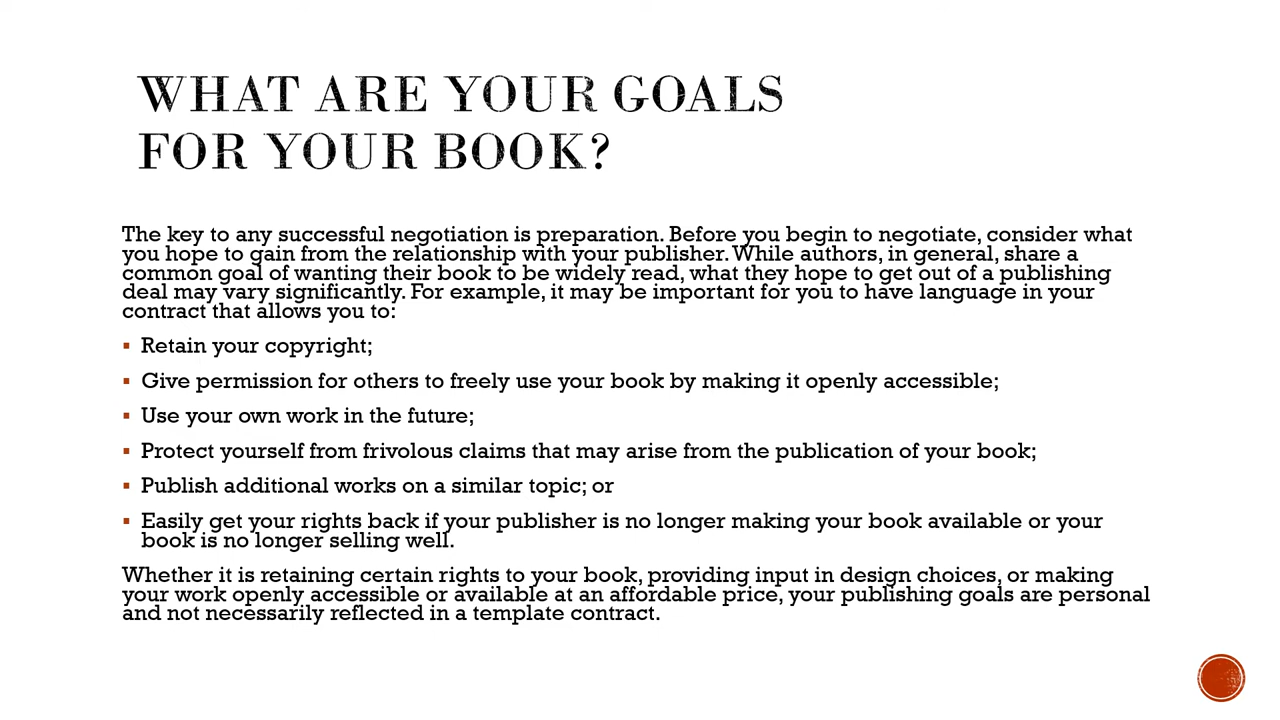 WHAT ARE YOUR GOALS
FOR YOUR BOOK?
The key to any successful negotiation is preparation. Before you begin to negotiate, consider what
you hope to gain from the relationship with your publisher. While authors, in general, share a
common goal of wanting their book to be widely read, what they hope to get out of a publishing
deal may vary significantly. For example, it may be important for you to have language in your
contract that allows you to:
▪ Retain your copyright;
▪ Give permission for others to freely use your book by making it openly accessible;
▪ Use your own work in the future;
▪ Protect yourself from frivolous claims that may arise from the publication of your book;
▪ Publish additional works on a similar topic; or
▪ Easily get your rights back if your publisher is no longer making your book available or your
book is no longer selling well.
Whether it is retaining certain rights to your book, providing input in design choices, or making
your work openly accessible or available at an affordable price, your publishing goals are personal
and not necessarily reflected in a template contract.